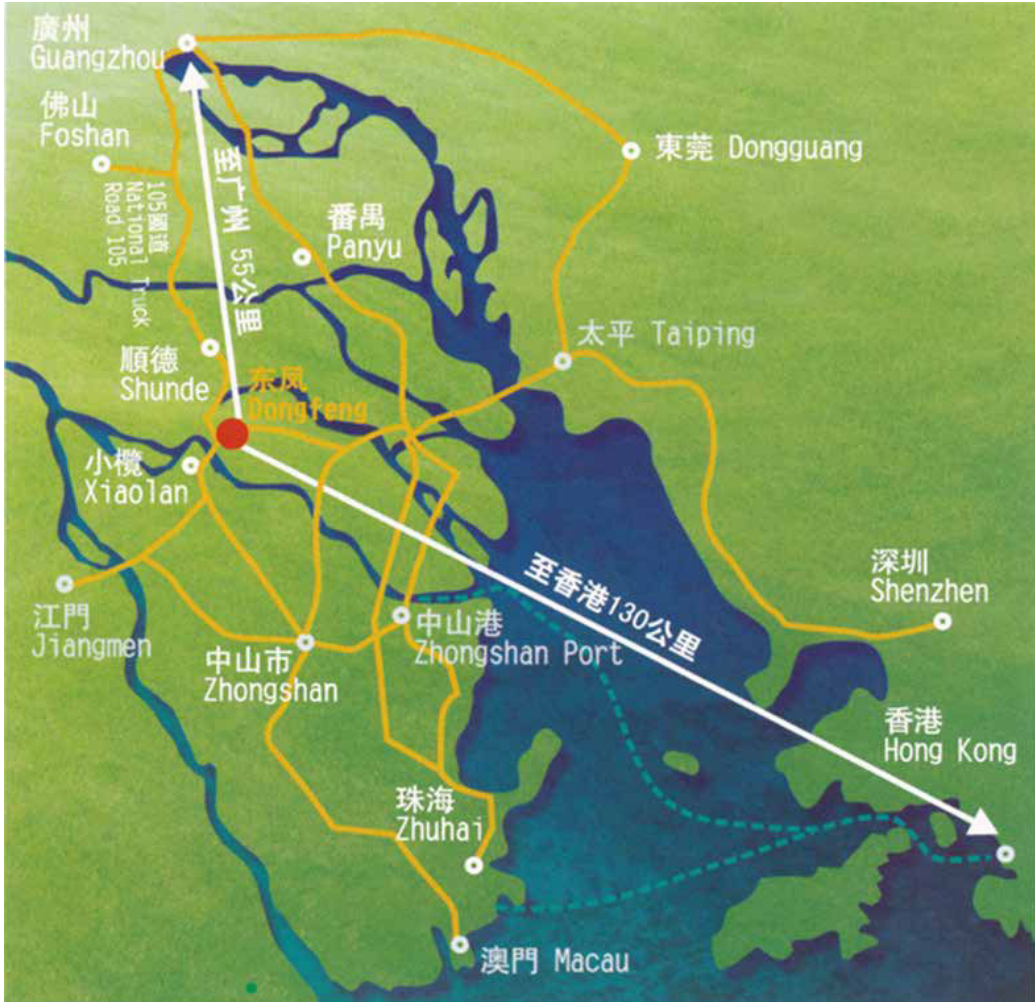 廣州
Guangzhou
佛山
Foshan
105國道
National Truck
Road 105
至广州 55公里
番禺
Panyu
東莞 Dongguang
太平 Taiping
順德
Shunde
东凤
Dongfeng
小欖
Xiaolan
江門
Jiangmen
中山市
Zhongshan
中山港
Zhongshan Port
至香港130公里
深圳
Shenzhen
香港
Hong Kong
珠海
Zhuhai
澳門 Macau